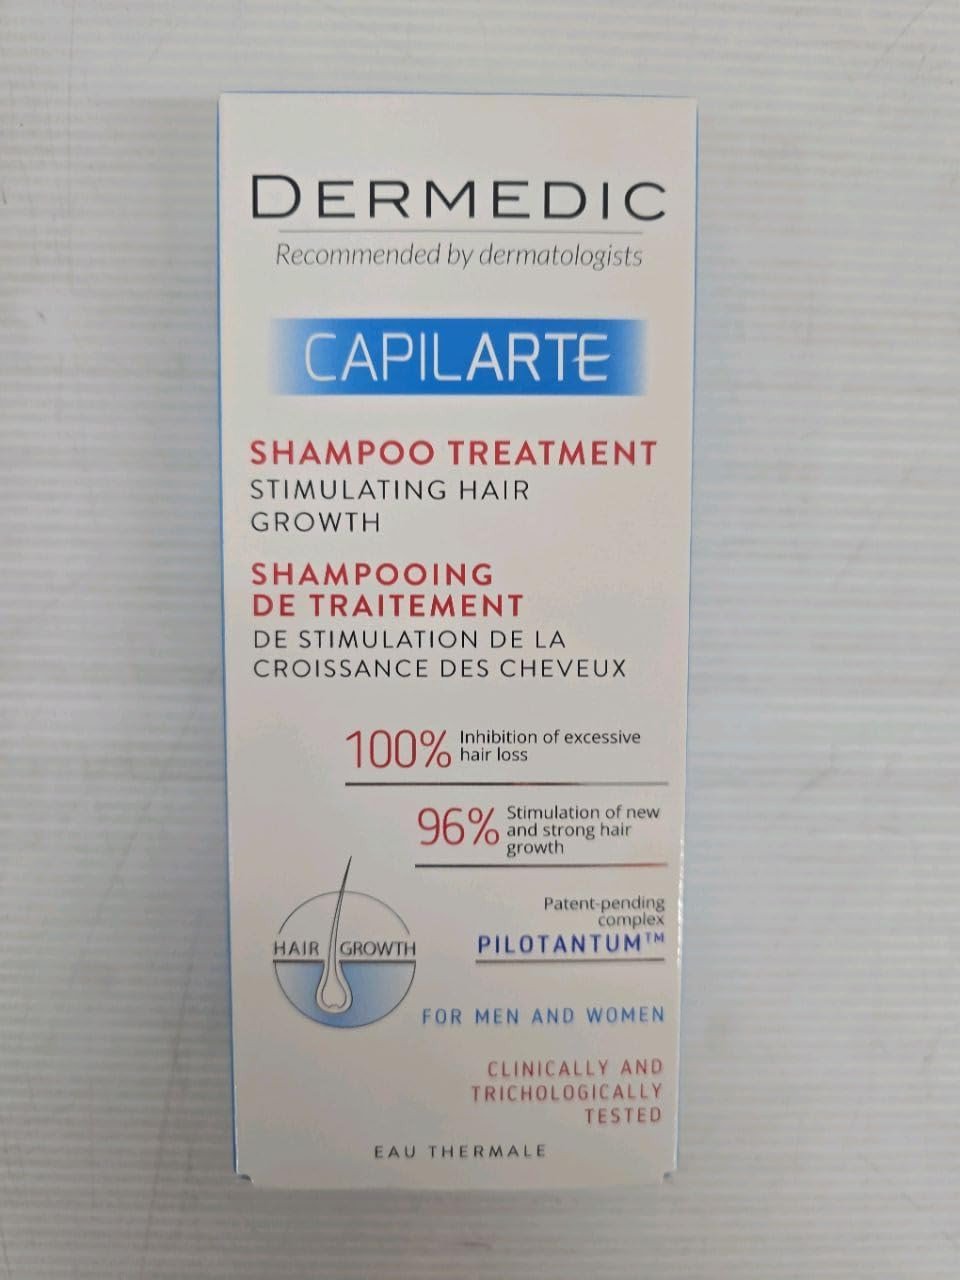 DERMEDIC
Recommended by dermatologists
CAPILARTE
SHAMPOO TREATMENT
STIMULATING HAIR
GROWTH
SHAMPOOING
DE TRAITEMENT
DE STIMULATION DE LA
CROISSANCE DES CHEVEUX
100% Inhibition of excessive
hair loss
96% Stimulation of new
and strong hair
growth
Patent-pending
complex
PILOTANTUM™
HAIR GROWTH
FOR MEN AND WOMEN
CLINICALLY AND
TRICHOLOGICALLY
TESTED
EAU THERMALE